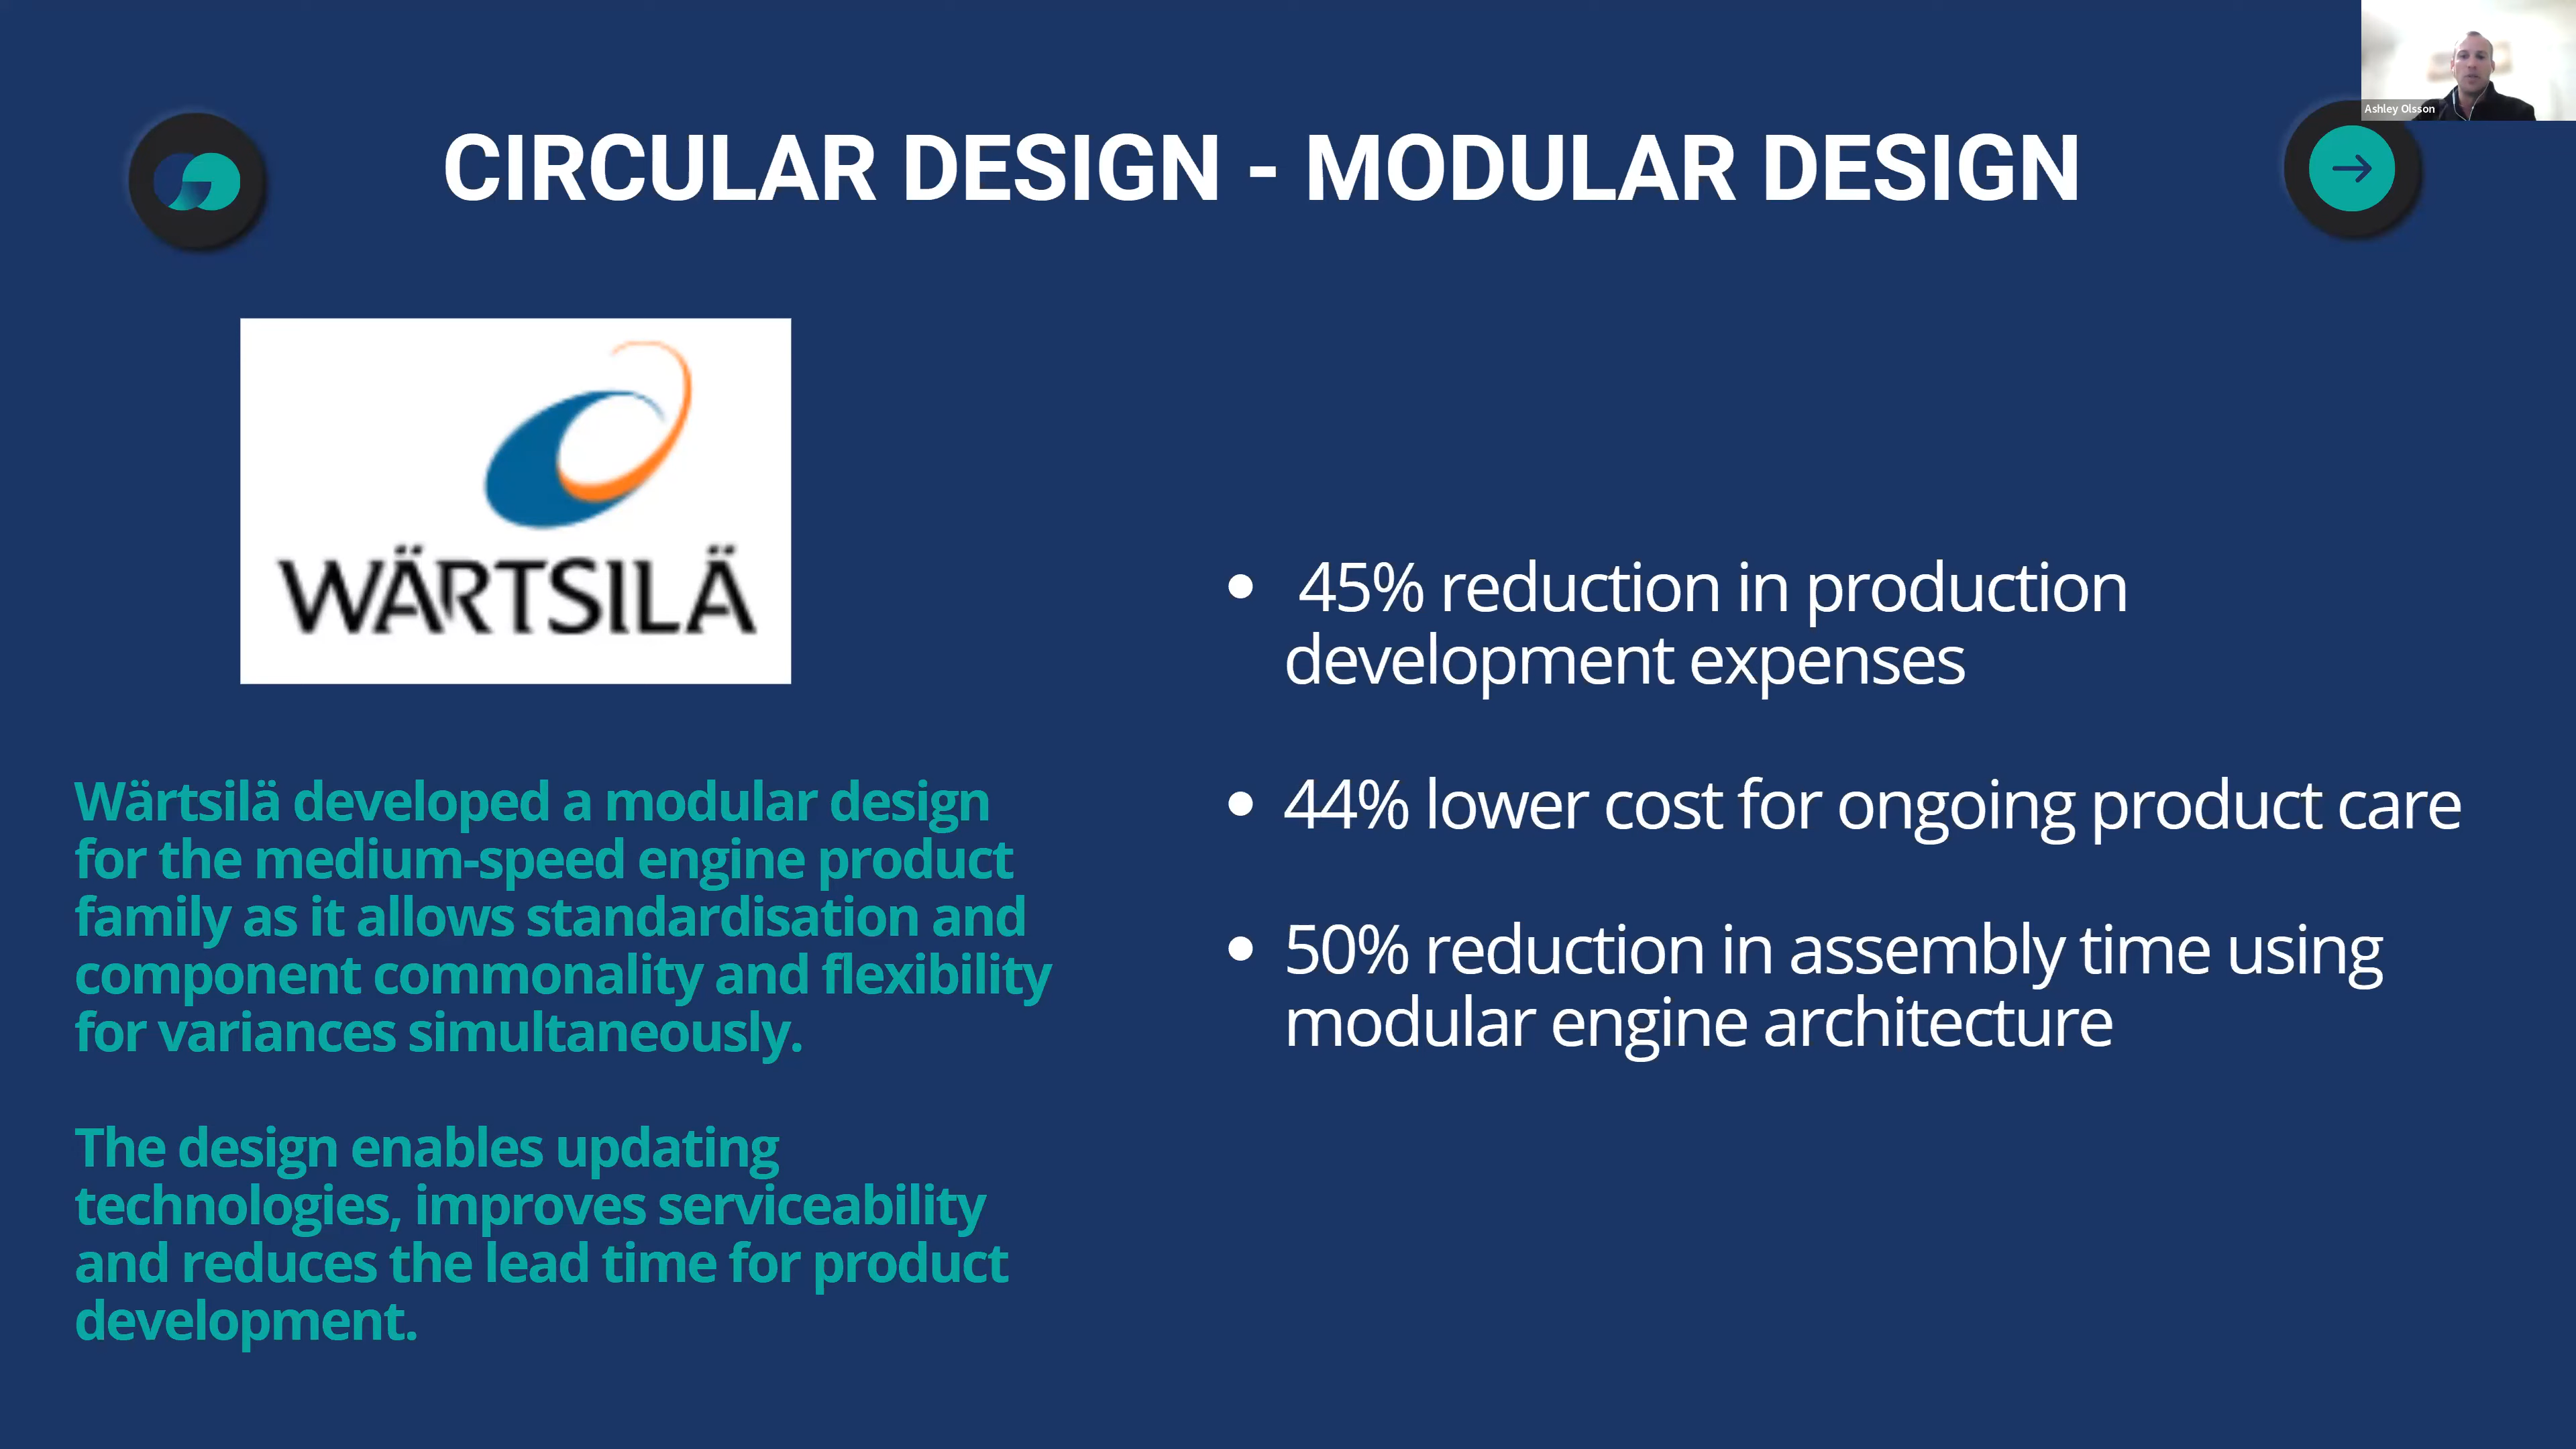 Ashley Olsson
CIRCULAR DESIGN - MODULAR DESIGN
WÄRTSILÄ
Wärtsilä developed a modular design
for the medium-speed engine product
family as it allows standardisation and
component commonality and flexibility
for variances simultaneously.
The design enables updating
technologies, improves serviceability
and reduces the lead time for product
development.
• 45% reduction in production
development expenses
• 44% lower cost for ongoing product care
• 50% reduction in assembly time using
modular engine architecture